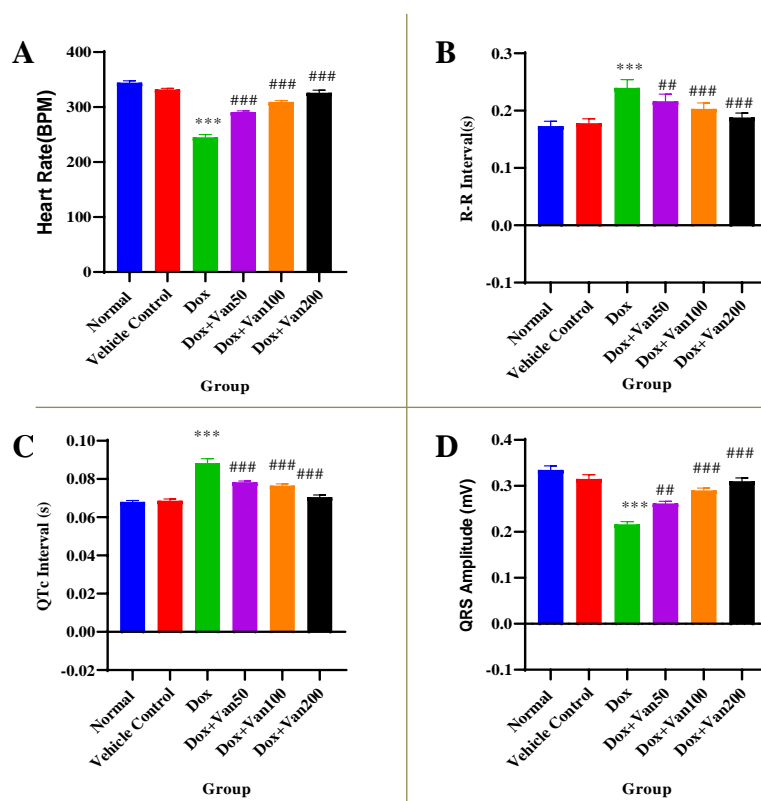 A
Heart Rate(BPM)
400
300
200
100
0
***
###
###
###
Normal
Vehicle Control
Dox
Dox+Van50
Dox+Van100
Dox+Van200
Group
B
R-R Interval(s)
0.3
0.2
0.1
0.0
-0.1
***
##
###
###
Normal
Vehicle Control
Dox
Dox+Van50
Dox+Van100
Dox+Van200
Group
C
QTc Interval (s)
0.10
0.08
0.06
0.04
0.02
0.00
-0.02
***
###
###
###
Normal
Vehicle Control
Dox
Dox+Van50
Dox+Van100
Dox+Van200
Group
D
QRS Amplitude (mV)
0.4
0.3
0.2
0.1
0.0
-0.1
***
##
###
###
Normal
Vehicle Control
Dox
Dox+Van50
Dox+Van100
Dox+Van200
Group